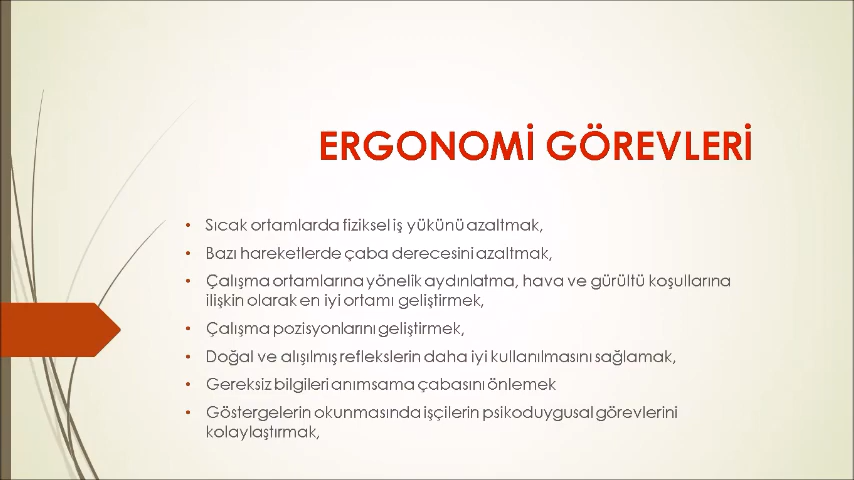 ERGONOMİ GÖREVLERİ
• Sıcak ortamlarda fiziksel iş yükünü azaltmak,
• Bazı hareketlerde çaba derecesini azaltmak,
• Çalışma ortamlarına yönelik aydınlatma, hava ve gürültü koşullarına
ilişkin olarak en iyi ortamı geliştirmek,
• Çalışma pozisyonlarını geliştirmek,
• Doğal ve alışılmış reflekslerin daha iyi kullanılmasını sağlamak,
• Gereksiz bilgileri anımsama çabasını önlemek
• Göstergelerin okunmasında işçilerin psikoduygusal görevlerini
kolaylaştırmak,